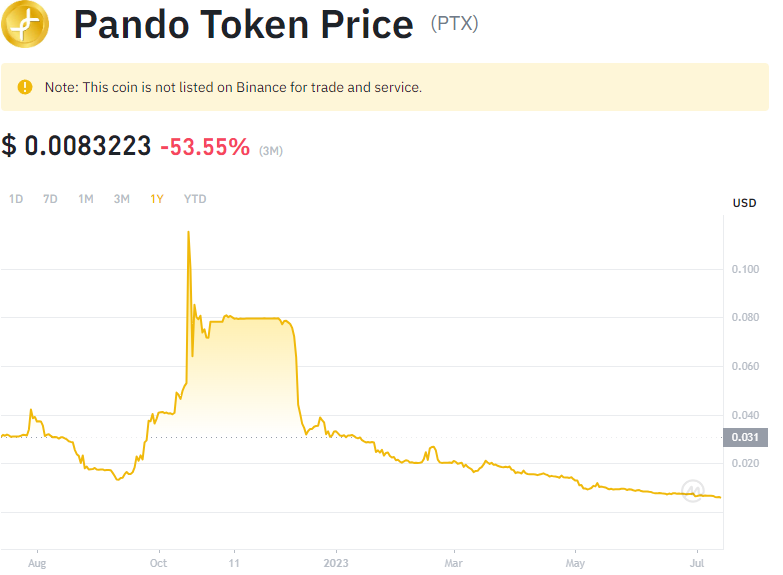 Pando Token Price (PTX)
Note: This coin is not listed on Binance for trade and service.
$ 0.0083223 -53.55% (3M)
1D 7D 1M 3M 1Y YTD
USD
0.100
0.080
0.060
0.040
0.031
0.020
Aug Oct 11 2023 Mar May Jul